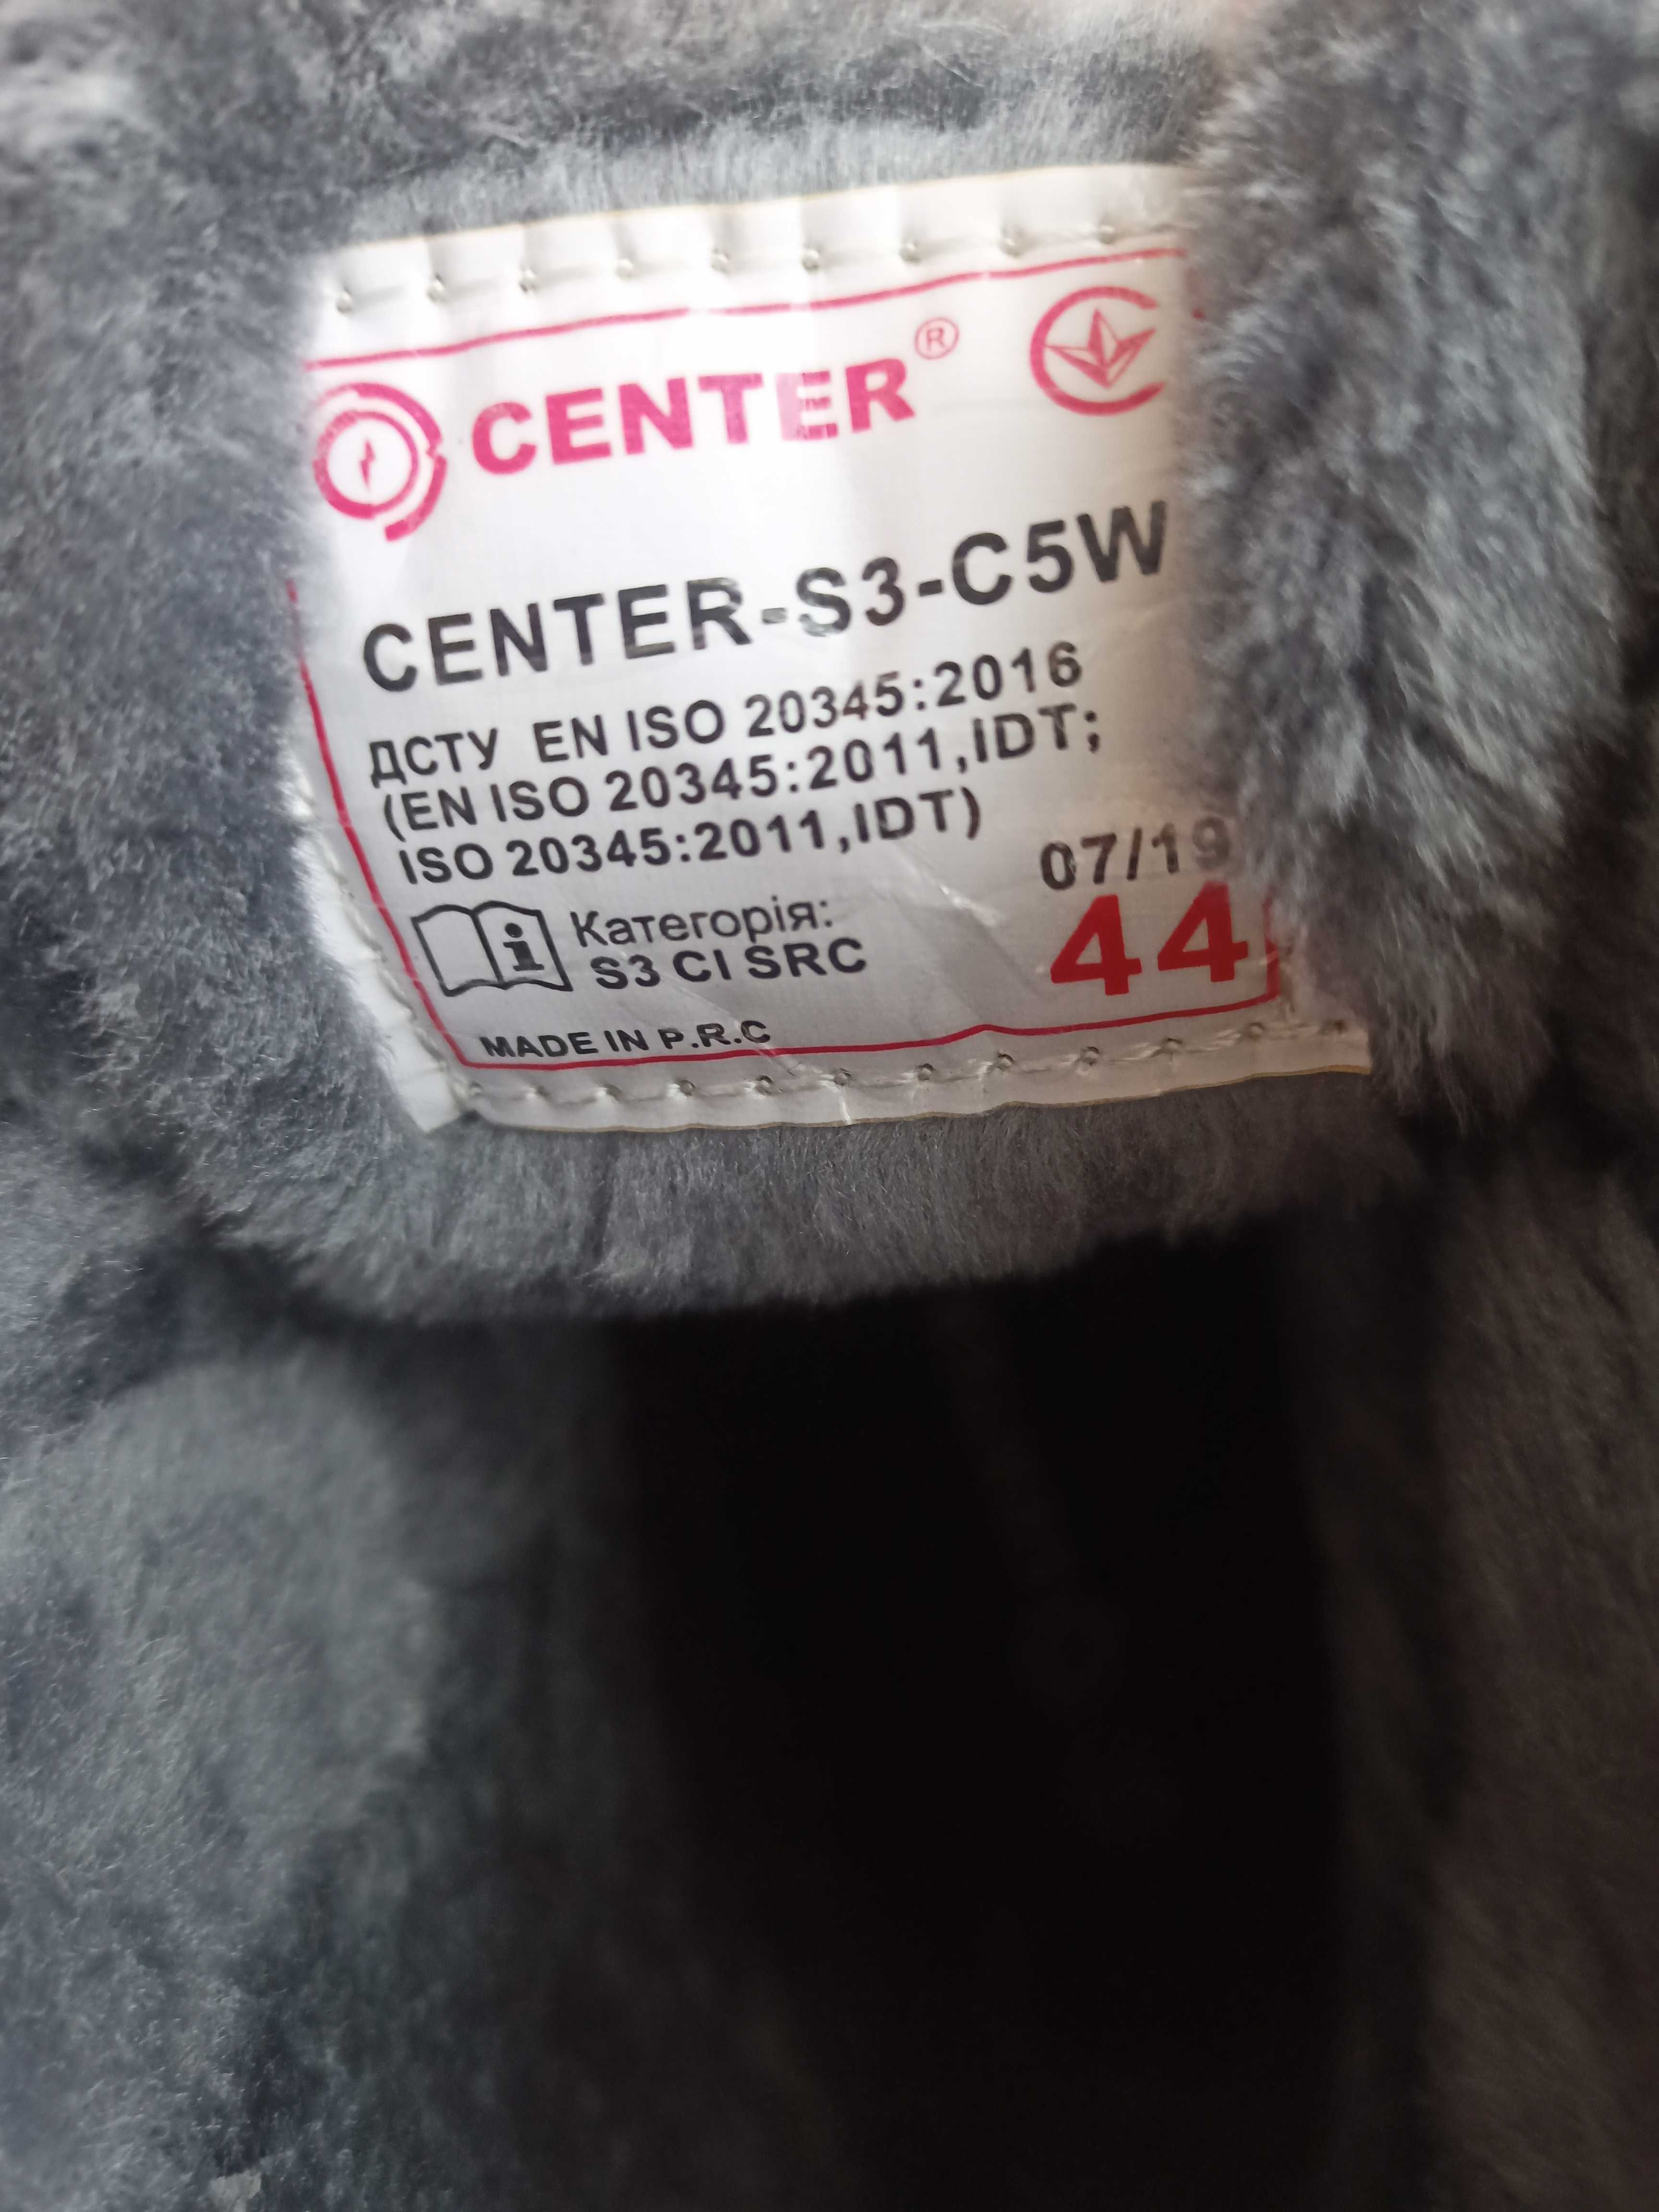 CENTER®
CENTER-S3-C5W
ДСТУ EN ISO 20345:2016
(EN ISO 20345:2011,IDT;
ISO 20345:2011,IDT)
07/19
Категорія:
S3 CI SRC
44
MADE IN P.R.C